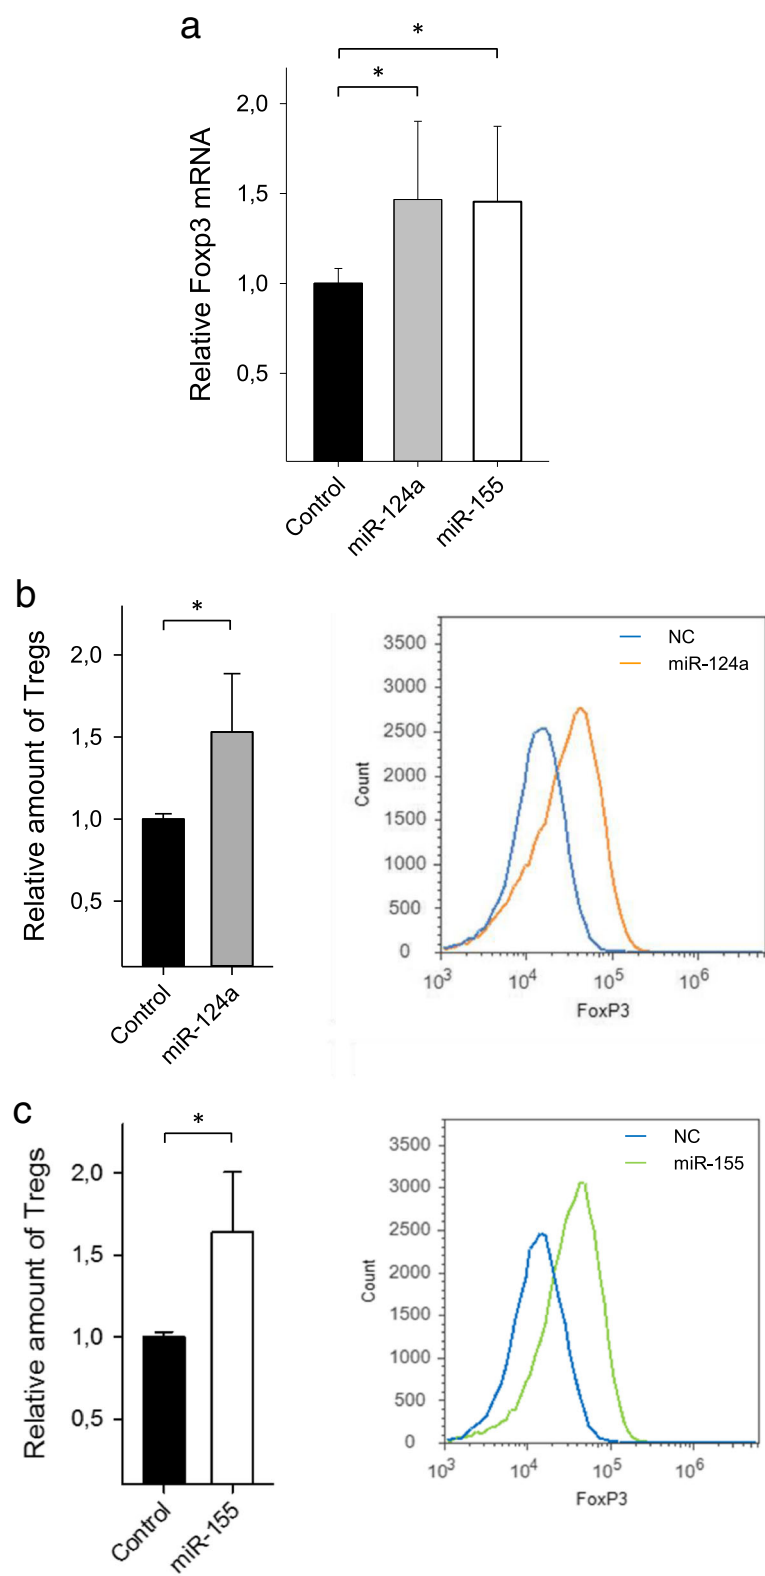 a
*
*
2,0
1,5
1,0
0,5
Relative Foxp3 mRNA
Control
miR-124a
miR-155
b
*
2,0
1,5
1,0
0,5
Relative amount of Tregs
Control
miR-124a
NC
miR-124a
3500
3000
2500
2000
1500
1000
500
0
Count
10³
10⁴
10⁵
10⁶
FoxP3
c
*
2,0
1,5
1,0
0,5
Relative amount of Tregs
Control
miR-155
NC
miR-155
3500
3000
2500
2000
1500
1000
500
0
Count
10³
10⁴
10⁵
10⁶
FoxP3